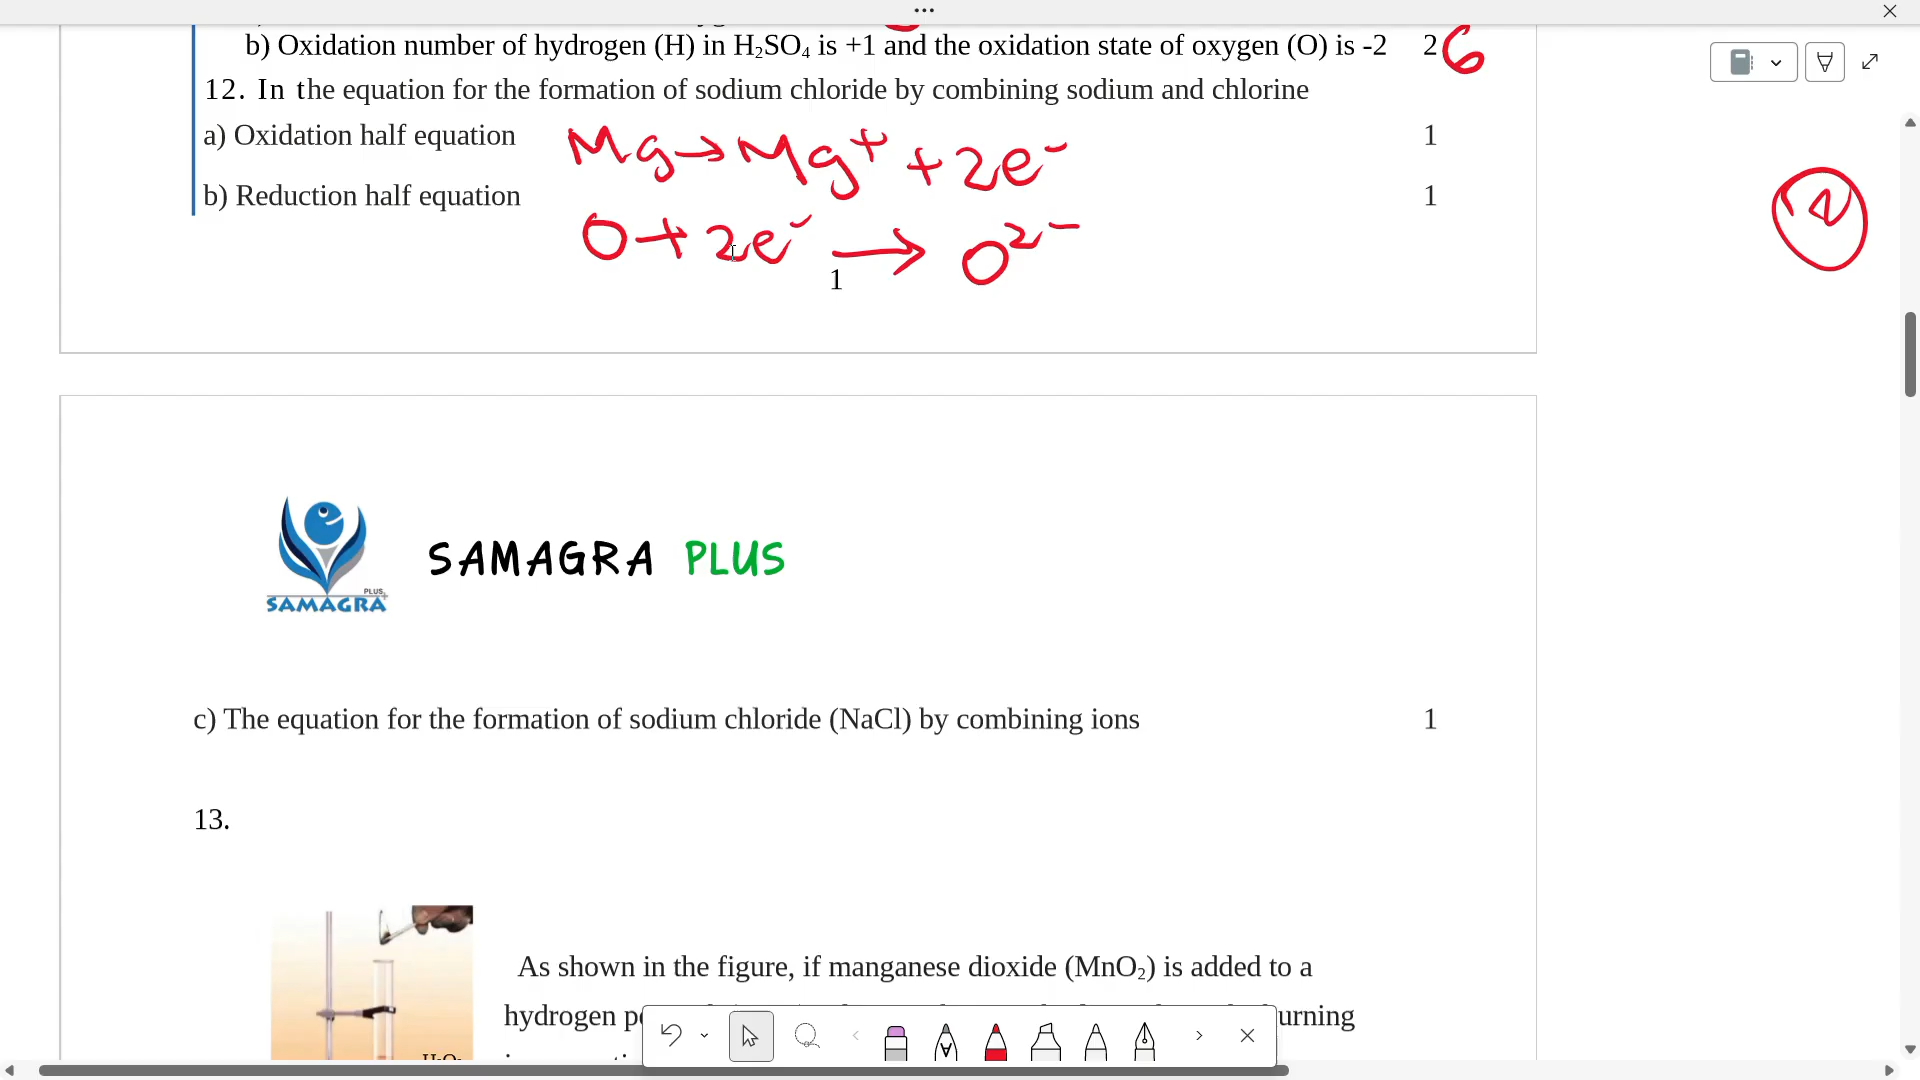 b) Oxidation number of hydrogen (H) in H₂SO₄ is +1 and the oxidation state of oxygen (O) is -2 2 6
12. In the equation for the formation of sodium chloride by combining sodium and chlorine
a) Oxidation half equation Mg → Mg⁺ + 2e⁻ 1
b) Reduction half equation 1
O + 2e⁻ → O²⁻
1
SAMAGRA PLUS
PLUS+
SAMAGRA
c) The equation for the formation of sodium chloride (NaCl) by combining ions 1
13.
As shown in the figure, if manganese dioxide (MnO₂) is added to a
hydrogen